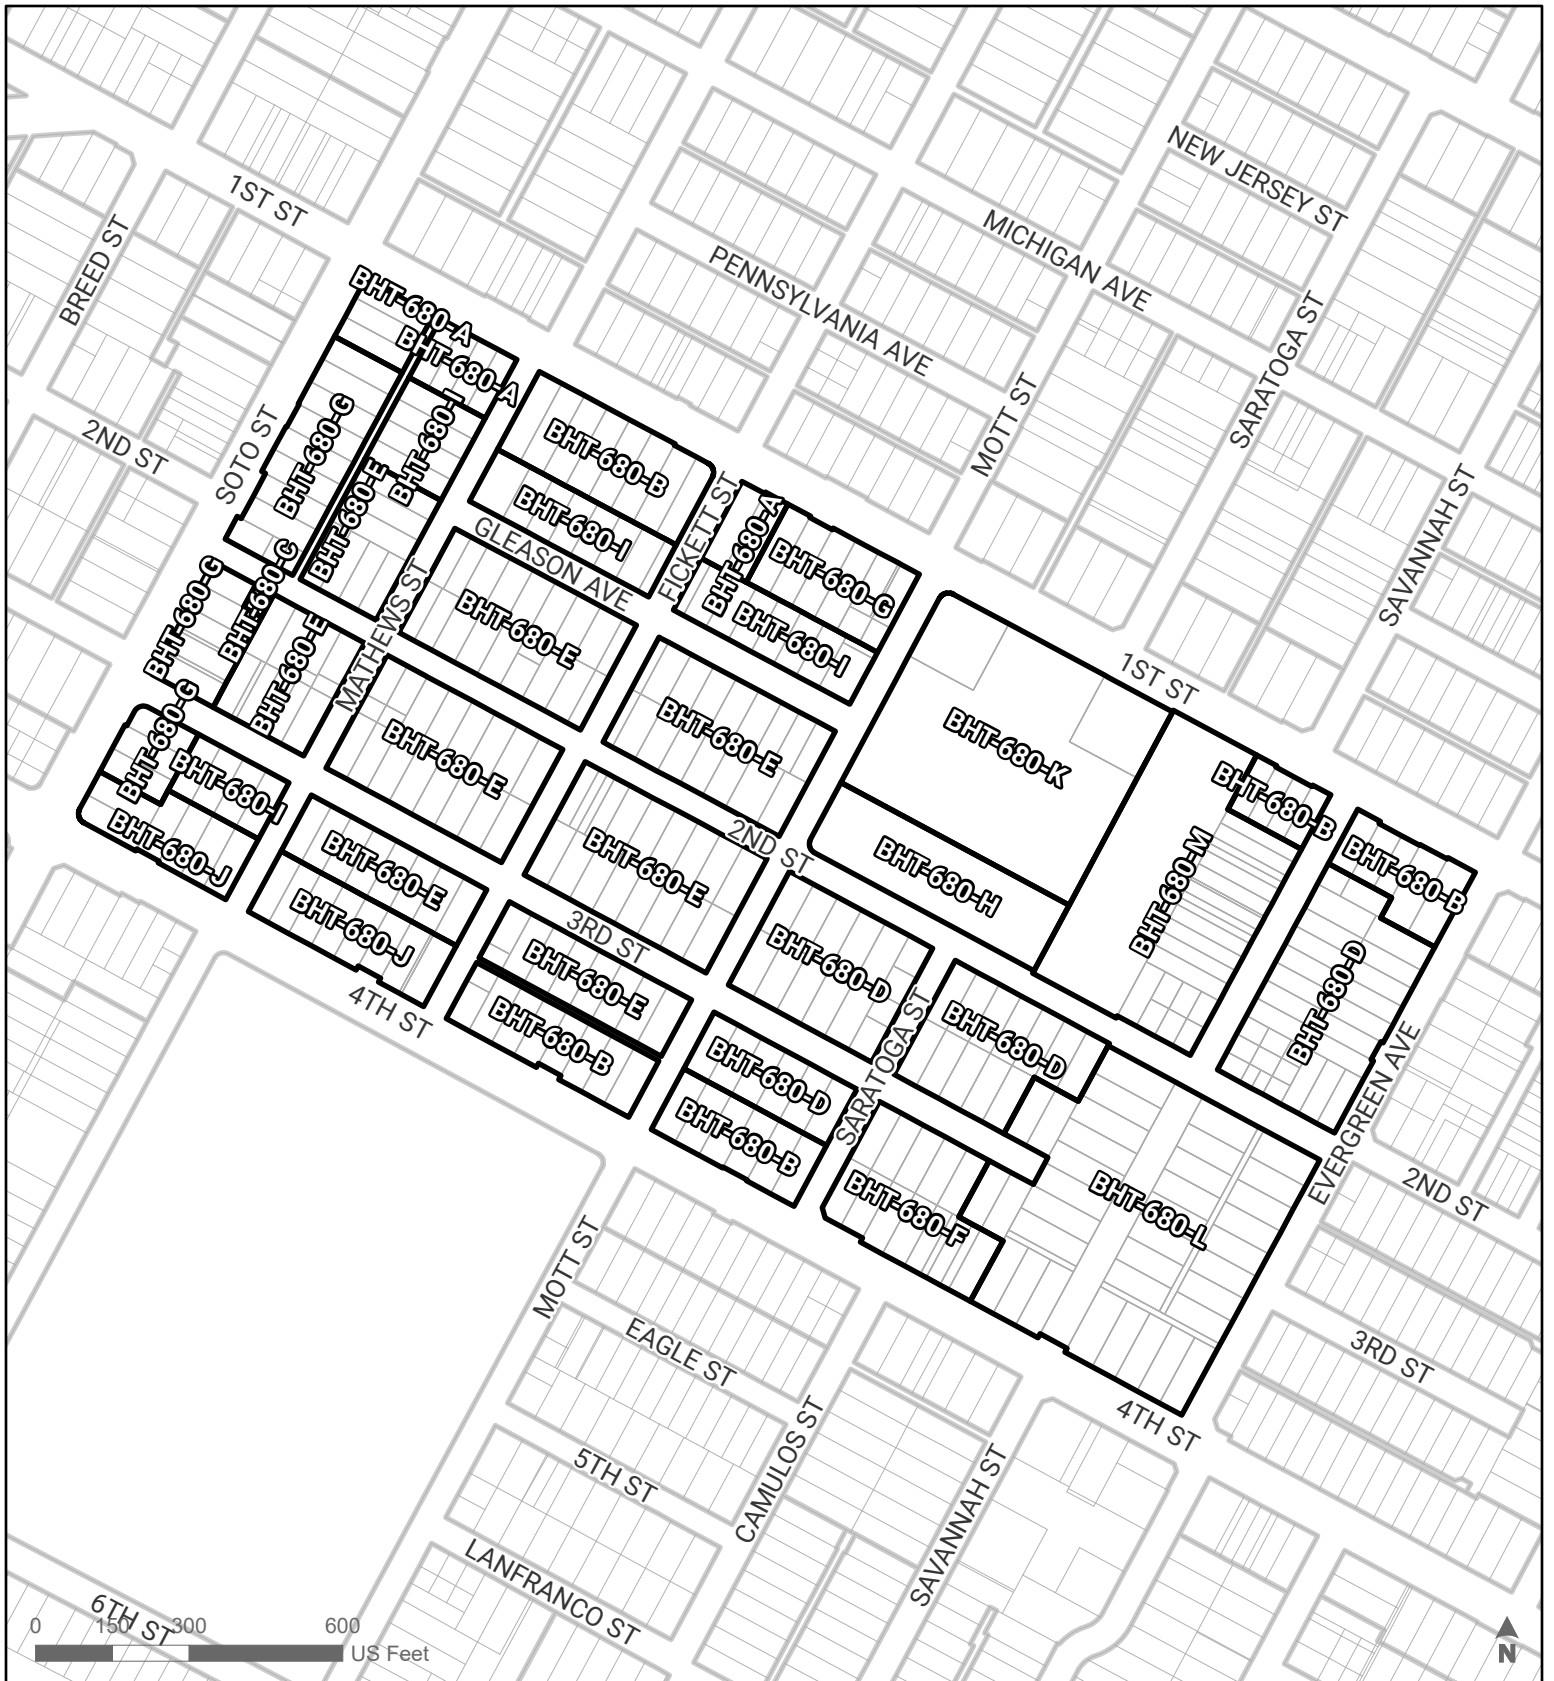 NEW JERSEY ST
1ST ST
MICHIGAN AVE
BREED ST
PENNSYLVANIA AVE
SARATOGA ST
BHT-680-A
BHT-680-A
MOTT ST
2ND ST
SOTO ST
BHT-680-G
BHT-680-I
BHT-680-B
SAVANNAH ST
BHT-680-E
BHT-680-I
GLEASON AVE
FICKETT ST
BHT-680-A
BHT-680-G
BHT-680-G
BHT-680-C
BHT-680-E
MATHEWS ST
BHT-680-E
BHT-680-I
1ST ST
BHT-680-G
BHT-680-I
BHT-680-E
BHT-680-E
BHT-680-K
BHT-680-B
BHT-680-J
BHT-680-E
BHT-680-E
2ND ST
BHT-680-H
BHT-680-M
BHT-680-B
BHT-680-J
3RD ST
BHT-680-E
BHT-680-D
BHT-680-D
4TH ST
BHT-680-B
BHT-680-D
SARATOGA ST
BHT-680-D
EVERGREEN AVE
BHT-680-B
BHT-680-F
BHT-680-L
2ND ST
MOTT ST
EAGLE ST
3RD ST
4TH ST
5TH ST
CAMULOS ST
SAVANNAH ST
LANFRANCO ST
6TH ST
0 150 300 600
US Feet
N